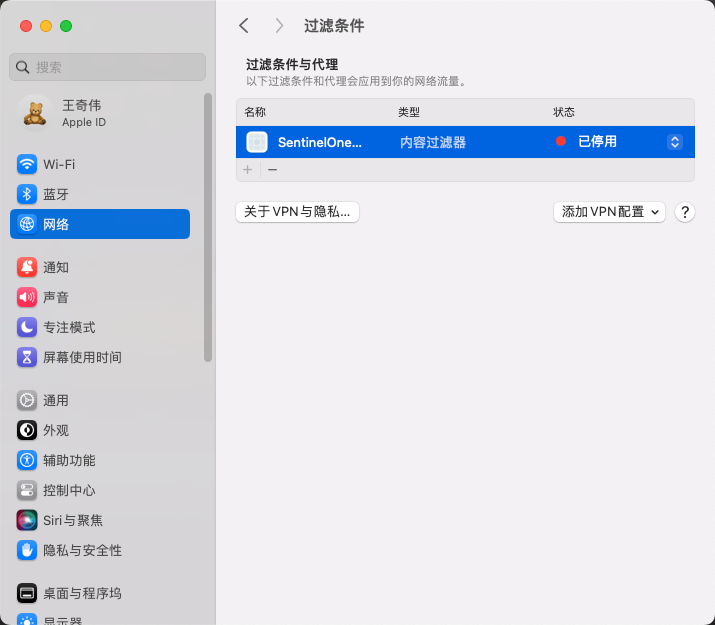 过滤条件
搜索
王奇伟
Apple ID
Wi-Fi
蓝牙
网络
通知
声音
专注模式
屏幕使用时间
通用
外观
辅助功能
控制中心
Siri与聚焦
隐私与安全性
桌面与程序坞
显示器
过滤条件与代理
以下过滤条件和代理会应用到你的网络流量。
名称 类型 状态
SentinelOne... 内容过滤器 已停用
+ −
关于 VPN 与隐私... 添加 VPN 配置 ?